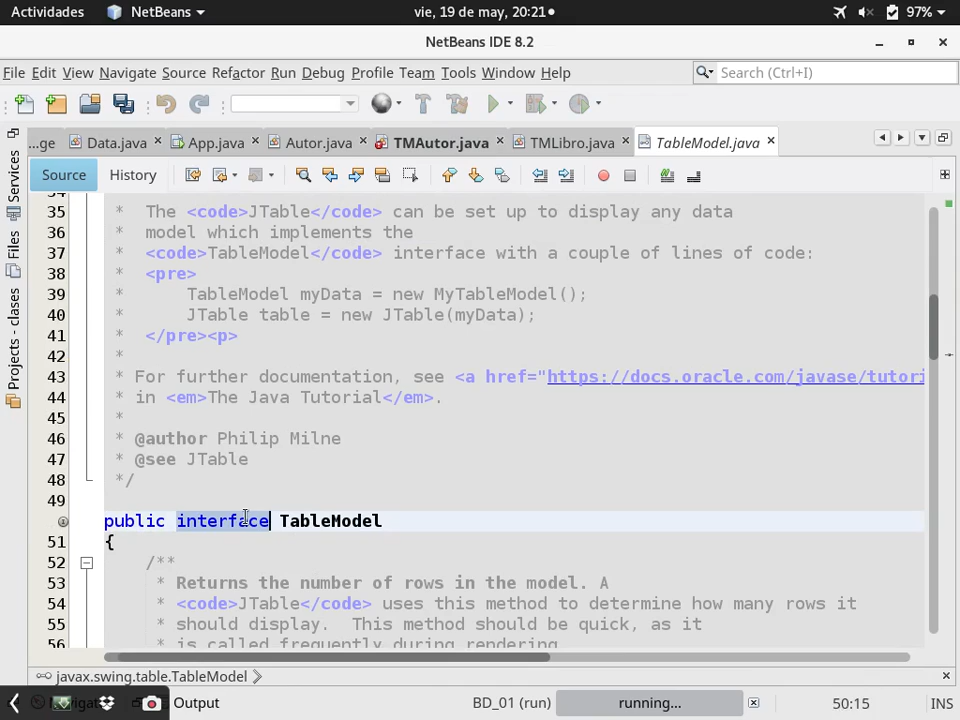 Actividades NetBeans vie, 19 de may, 20:21 97%
NetBeans IDE 8.2
File Edit View Navigate Source Refactor Run Debug Profile Team Tools Window Help Search (Ctrl+I)
...ge Data.java App.java Autor.java TMAutor.java TMLibro.java TableModel.java
Source History
Services
Files
Projects - clases
35 * The <code>JTable</code> can be set up to display any data
36 * model which implements the
37 * <code>TableModel</code> interface with a couple of lines of code:
38 * <pre>
39 * TableModel myData = new MyTableModel();
40 * JTable table = new JTable(myData);
41 * </pre><p>
42 *
43 * For further documentation, see <a href="https://docs.oracle.com/javase/tutori
44 * in <em>The Java Tutorial</em>.
45 *
46 * @author Philip Milne
47 * @see JTable
48 */
49
public interface TableModel
51 {
52 /**
53 * Returns the number of rows in the model. A
54 * <code>JTable</code> uses this method to determine how many rows it
55 * should display. This method should be quick, as it
56 * is called frequently during rendering
javax.swing.table.TableModel
Output BD_01 (run) running... 50:15 INS